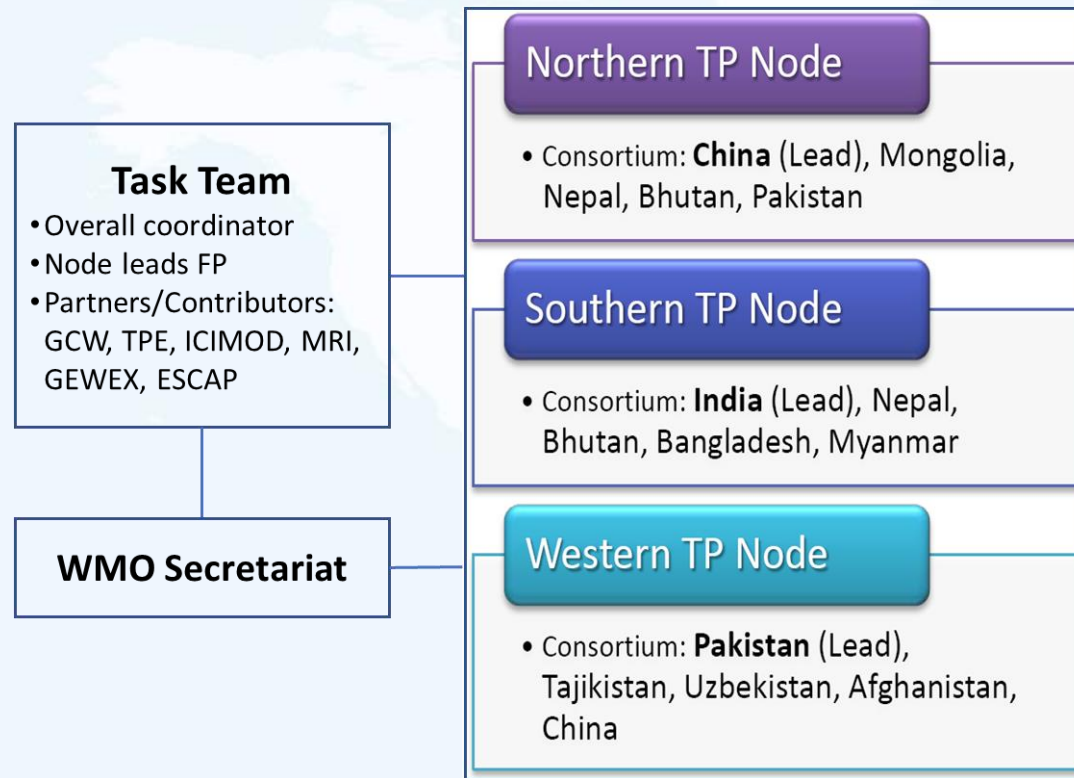 Task Team
•Overall coordinator
•Node leads FP
•Partners/Contributors:
GCW, TPE, ICIMOD, MRI,
GEWEX, ESCAP
WMO Secretariat
Northern TP Node
• Consortium: China (Lead), Mongolia,
Nepal, Bhutan, Pakistan
Southern TP Node
• Consortium: India (Lead), Nepal,
Bhutan, Bangladesh, Myanmar
Western TP Node
• Consortium: Pakistan (Lead),
Tajikistan, Uzbekistan, Afghanistan,
China